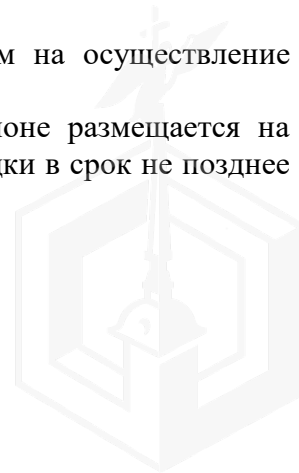 м на осуществление
оне размещается на
дки в срок не позднее